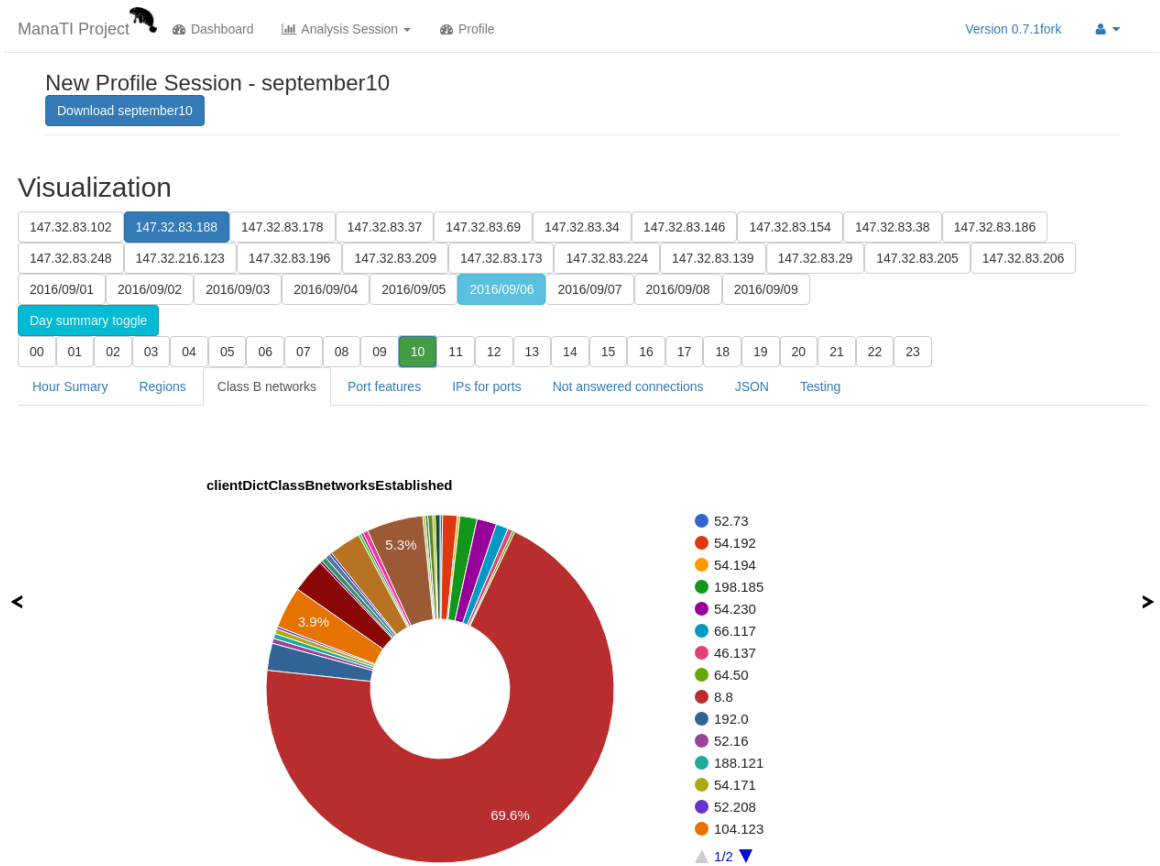 ManaTI Project Dashboard Analysis Session Profile Version 0.7.1fork
New Profile Session - september10
Download september10
Visualization
147.32.83.102 147.32.83.188 147.32.83.178 147.32.83.37 147.32.83.69 147.32.83.34 147.32.83.146 147.32.83.154 147.32.83.38 147.32.83.186
147.32.83.248 147.32.216.123 147.32.83.196 147.32.83.209 147.32.83.173 147.32.83.224 147.32.83.139 147.32.83.29 147.32.83.205 147.32.83.206
2016/09/01 2016/09/02 2016/09/03 2016/09/04 2016/09/05 2016/09/06 2016/09/07 2016/09/08 2016/09/09
Day summary toggle
00 01 02 03 04 05 06 07 08 09 10 11 12 13 14 15 16 17 18 19 20 21 22 23
Hour Sumary Regions Class B networks Port features IPs for ports Not answered connections JSON Testing
clientDictClassBnetworksEstablished
5.3%
3.9%
69.6%
<
>
52.73
54.192
54.194
198.185
54.230
66.117
46.137
64.50
8.8
192.0
52.16
188.121
54.171
52.208
104.123
1/2